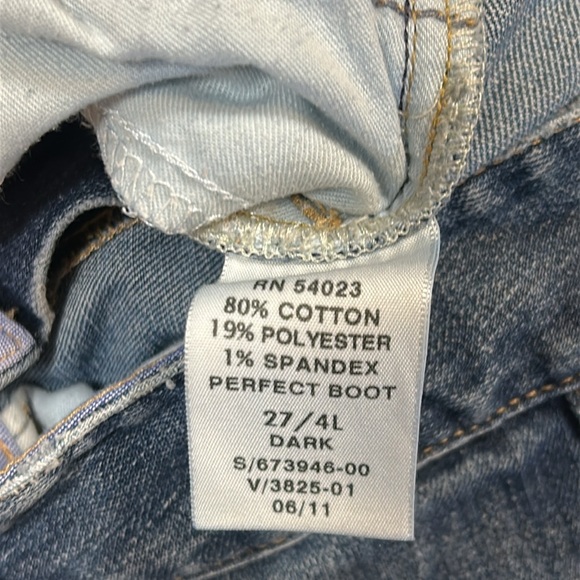 RN 54023
80% COTTON
19% POLYESTER
1% SPANDEX
PERFECT BOOT
27/4L
DARK
S/673946-00
V/3825-01
06/11